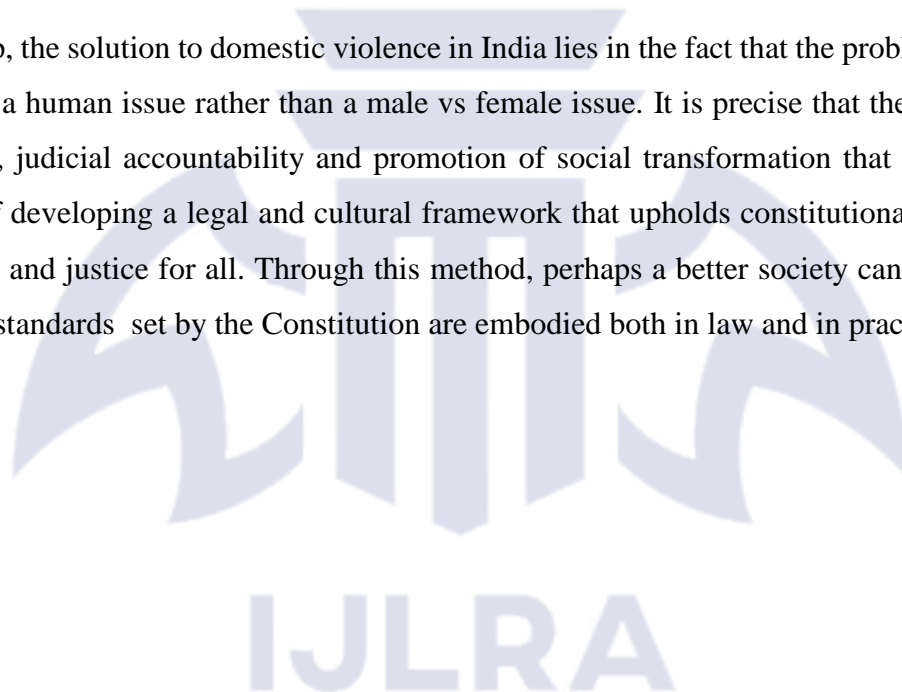 , the solution to domestic violence in India lies in the fact that the prob
a human issue rather than a male vs female issue. It is precise that the
, judicial accountability and promotion of social transformation that
developing a legal and cultural framework that upholds constitutiona
and justice for all. Through this method, perhaps a better society can
standards set by the Constitution are embodied both in law and in prac
IJLRA